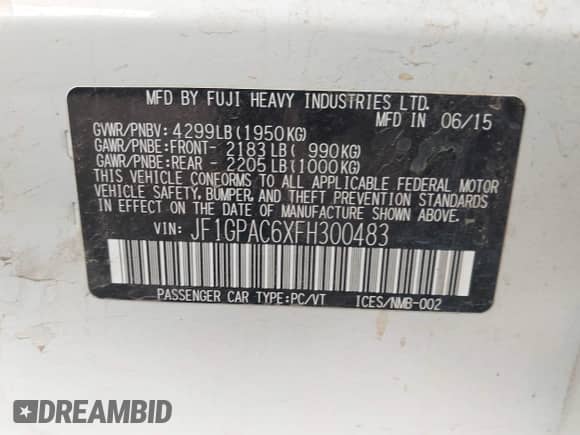 MFD BY FUJI HEAVY INDUSTRIES LTD.
MFD IN 06/15
GVWR/PNBV: 4299LB(1950KG)
GAWR/PNBE:FRONT- 2183LB( 990KG)
GAWR/PNBE:REAR - 2205LB(1000KG)
THIS VEHICLE CONFORMS TO ALL APPLICABLE FEDERAL MOTOR
VEHICLE SAFETY, BUMPER, AND THEFT PREVENTION STANDARDS
IN EFFECT ON THE DATE OF MANUFACTURE SHOWN ABOVE.
VIN: JF1GPAC6XFH300483
PASSENGER CAR TYPE:PC/VT ICES/NMB-002
DREAMBID